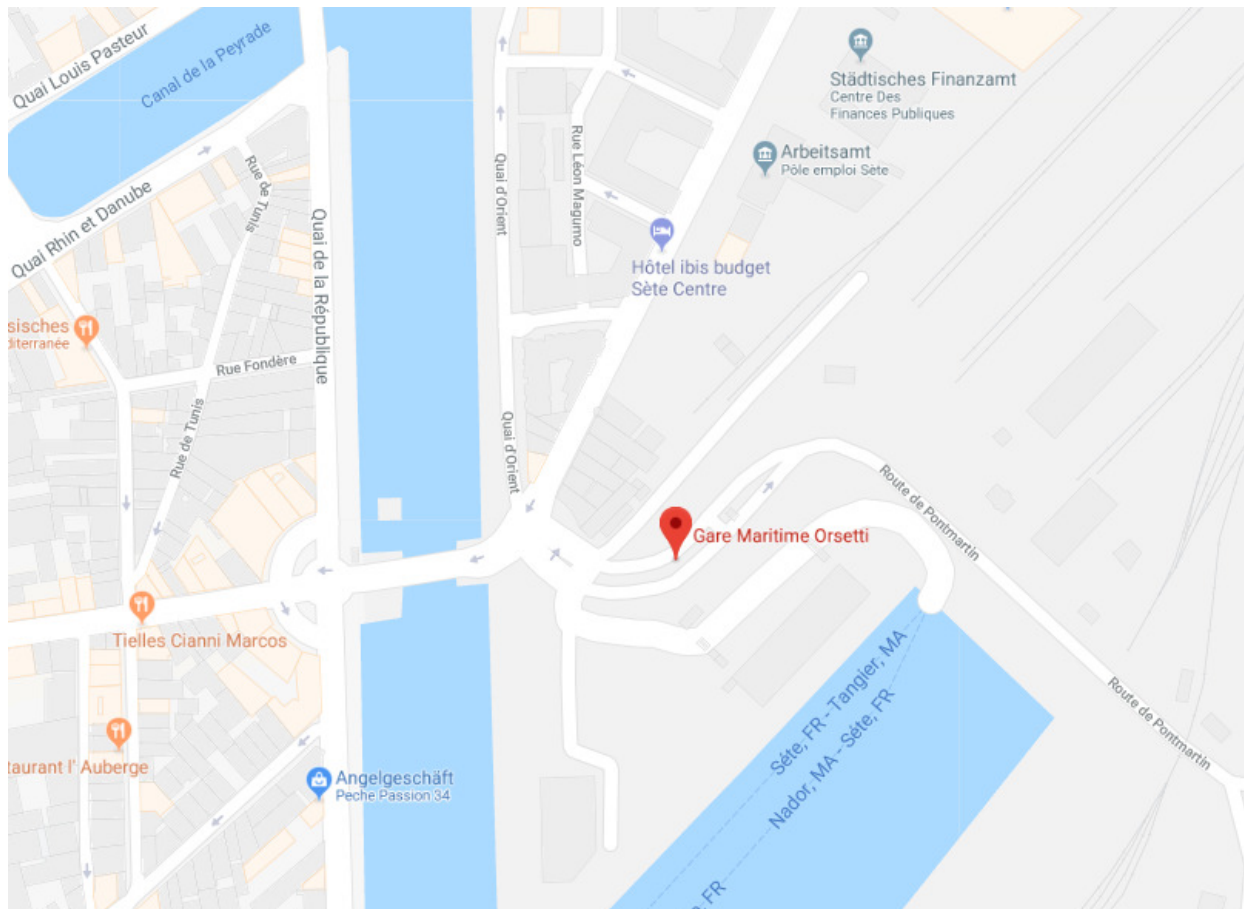 Quai Louis Pasteur
Canal de la Peyrade
Städtisches Finanzamt
Centre Des
Finances Publiques
Arbeitsamt
Pôle emploi Sète
Rue de Tunis
Quai d'Orient
Rue Léon Magumo
Quai Rhin et Danube
Quai de la République
Hôtel ibis budget
Sète Centre
sisches
diterranée
Rue Fondère
Rue de Tunis
Quai d'Orient
Route de Pontmartin
Gare Maritime Orsetti
Tielles Cianni Marcos
Séte, FR - Tangier, MA
Nador, MA - Séte, FR
Route de Pontmartin
taurant l' Auberge
Angelgeschäft
Peche Passion 34
FR